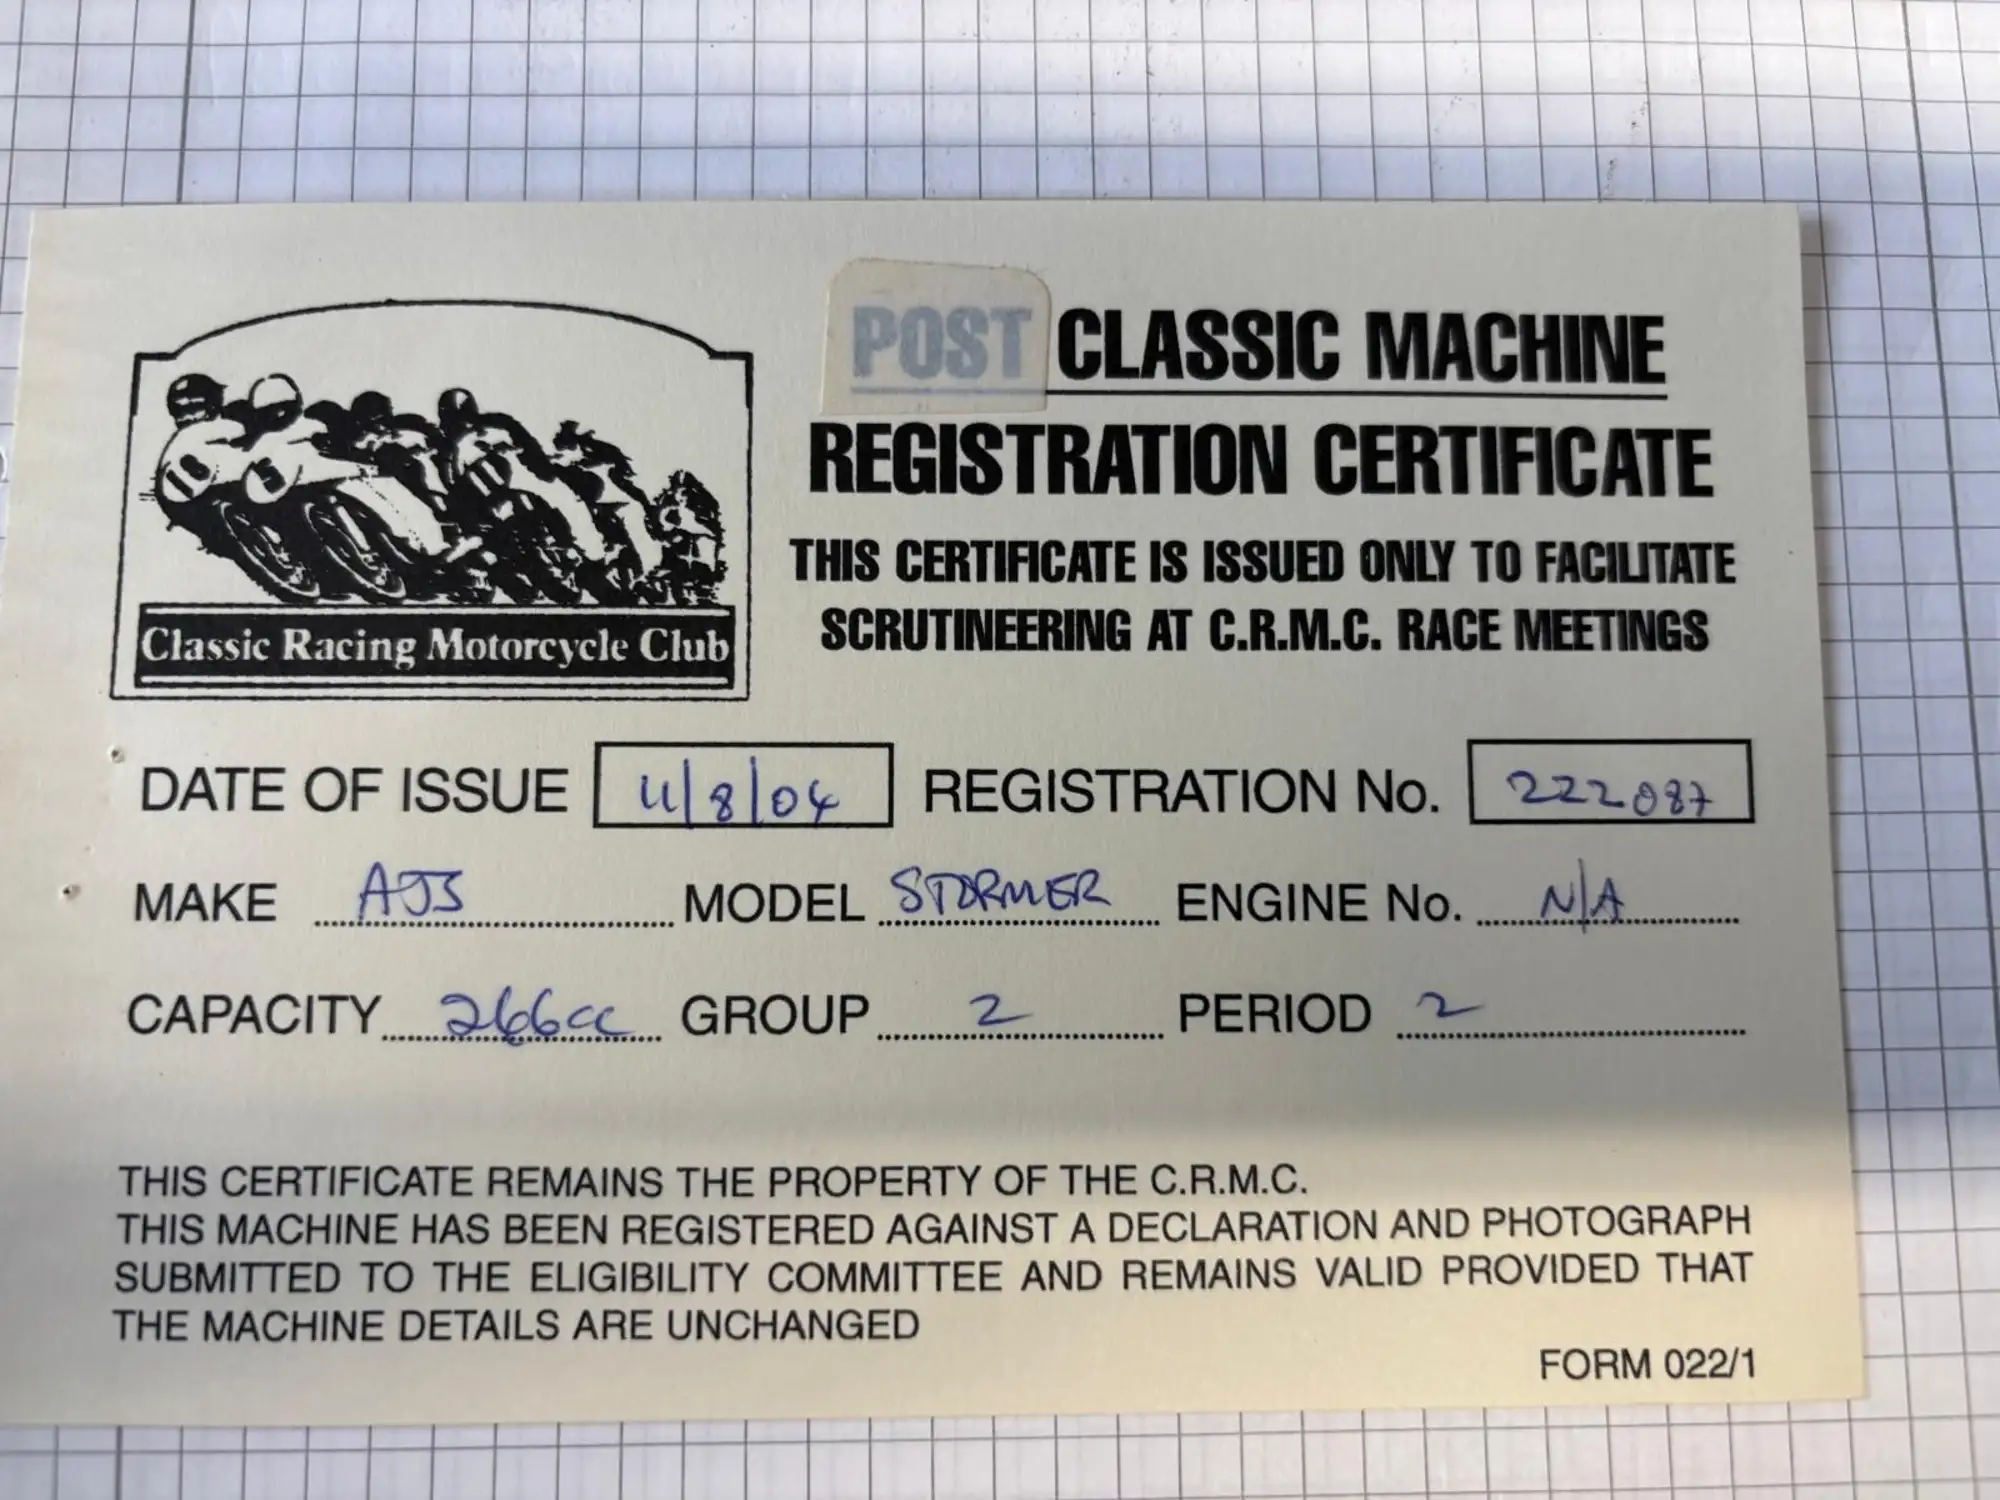 POST CLASSIC MACHINE
REGISTRATION CERTIFICATE
THIS CERTIFICATE IS ISSUED ONLY TO FACILITATE
SCRUTINEERING AT C.R.M.C. RACE MEETINGS
Classic Racing Motorcycle Club
DATE OF ISSUE 11/8/04 REGISTRATION No. 222087
MAKE AJS MODEL STORMER ENGINE No. N/A
CAPACITY 266cc GROUP 2 PERIOD 2
THIS CERTIFICATE REMAINS THE PROPERTY OF THE C.R.M.C.
THIS MACHINE HAS BEEN REGISTERED AGAINST A DECLARATION AND PHOTOGRAPH
SUBMITTED TO THE ELIGIBILITY COMMITTEE AND REMAINS VALID PROVIDED THAT
THE MACHINE DETAILS ARE UNCHANGED
FORM 022/1